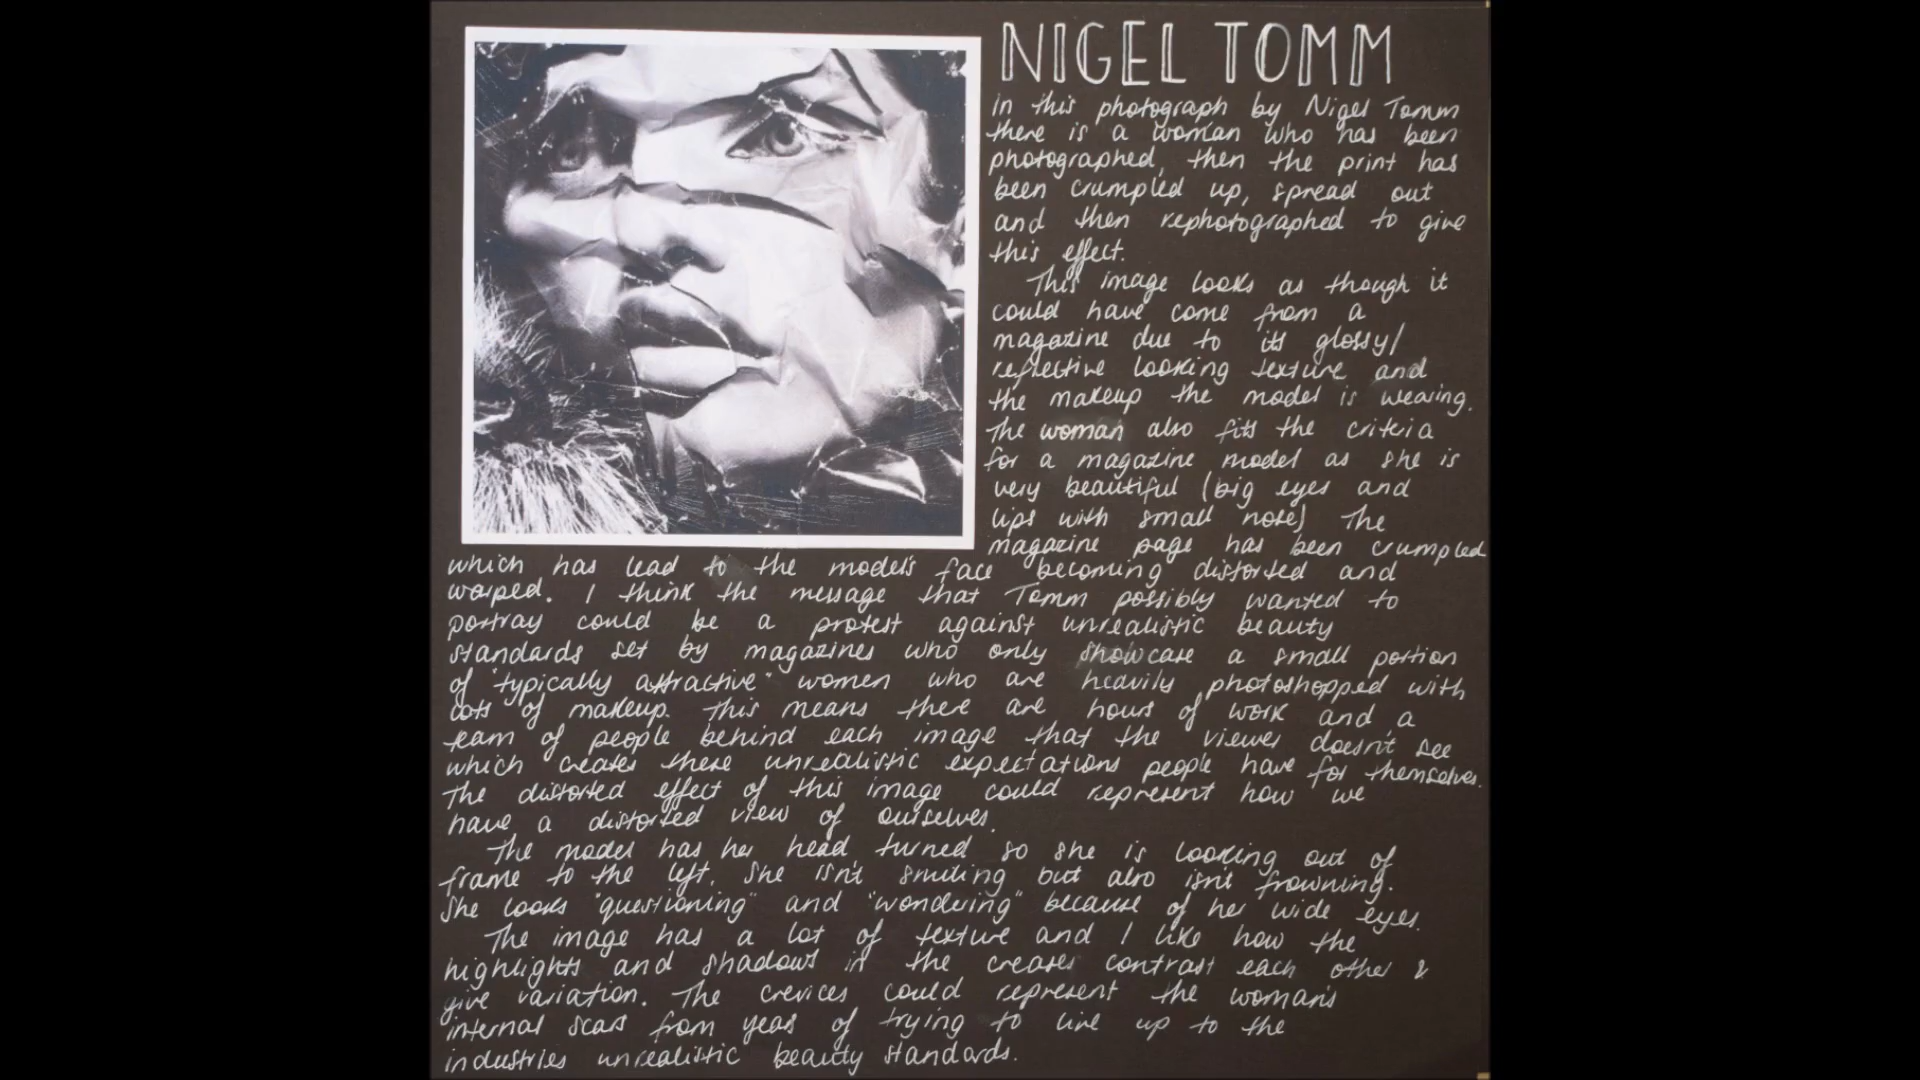 NIGEL TOMM
in this photograph by Nigel Tomm
there is a woman who has been
photographed, then the print has
been crumpled up, spread out
and then rephotographed to give
this effect.
This image looks as though it
could have come from a
magazine due to its glossy/
reflective looking texture and
the makeup the model is wearing.
The woman also fits the criteria
for a magazine model as she is
very beautiful (big eyes and
lips with small nose) The
magazine page has been crumpled
which has lead to the model's face becoming distorted and
warped. I think the message that Tomm possibly wanted to
portray could be a protest against unrealistic beauty
standards set by magazines who only showcase a small portion
of "typically attractive" women who are heavily photoshopped with
lots of makeup. This means there are hours of work and a
team of people behind each image that the viewer doesn't see
which creates these unrealistic expectations people have for themselves.
The distorted effect of this image could represent how we
have a distorted view of ourselves.
The model has her head turned so she is looking out of
frame to the left. She isn't smiling but also isn't frowning.
She looks "questioning" and "wondering" because of her wide eyes.
The image has a lot of texture and I like how the
highlights and shadows in the creases contrast each other &
give variation. The crevices could represent the woman's
internal scars from years of trying to live up to the
industries unrealistic beauty standards.